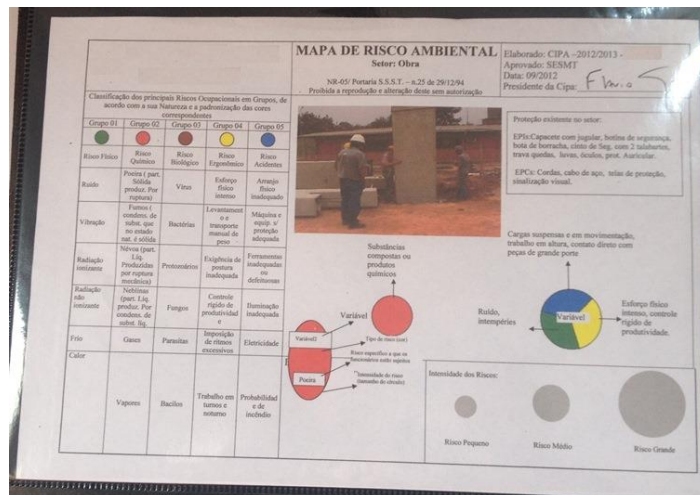 MAPA DE RISCO AMBIENTAL
Setor: Obra
NR-05/ Portaria S.S.S.T. – n.25 de 29/12/94
Proibida a reprodução e alteração deste sem autorização
Elaborado: CIPA –2012/2013 -
Aprovado: SESMT
Data: 09/2012
Presidente da Cipa:
Classificação dos principais Riscos Ocupacionais em Grupos, de
acordo com a sua Natureza e a padronização das cores
correspondentes
Grupo 01 Grupo 02 Grupo 03 Grupo 04 Grupo 05
Risco Físico Risco Químico Risco Biológico Risco Ergonômico Risco Acidentes
Ruído
Poeira ( part.
Sólida
produz. Por
ruptura)
Vírus
Esforço
físico
intenso
Arranjo
físico
inadequado
Vibração
Fumos (
condens. de
subst. que
no estado
nat. é sólida
Bactérias
Levantament
o e
transporte
manual de
peso
Máquina e
equip. s/
proteção
adequada
Radiação
ionizante
Névoa (part.
Liq.
Produzidas
por ruptura
mecânica)
Protozoários
Exigência de
postura
inadequada
Ferramentas
inadequadas
ou
defeituosas
Radiação
não
ionizante
Neblinas
(part. Liq.
produz. Por
condens. de
subst. liq.
Fungos
Controle
rígido de
produtividad
e
Iluminação
inadequada
Frio
Gases
Parasitas
Imposição
de ritmos
excessivos
Eletricidade
Calor
Vapores
Bacilos
Trabalho em
turnos e
noturno
Probabilidad
e de
incêndio
Proteção existente no setor:
EPIs:Capacete com jugular, botina de segurança,
bota de borracha, cinto de Seg. com 2 talabartes,
trava quedas, luvas, óculos, prot. Auricular.
EPCs: Cordas, cabo de aço, telas de proteção,
sinalização visual.
Substâncias
compostas ou
produtos
químicos
Variável
Variável
Tipo de risco (cor)
Risco específico a que os
funcionários estão sujeitos
Poeira
Intensidade do risco
(tamanho do círculo)
Cargas suspensas e em movimentação,
trabalho em altura, contato direto com
peças de grande porte
Ruído,
intempéries
Variável
Esforço físico
intenso, controle
rígido de
produtividade.
Intensidade dos Riscos:
Risco Pequeno
Risco Médio
Risco Grande